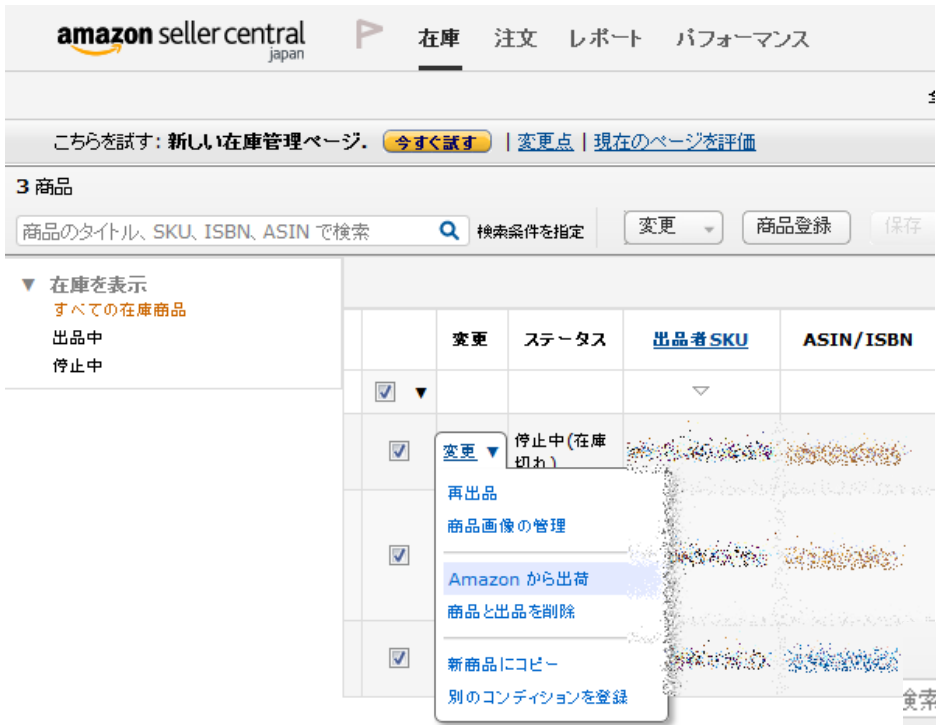 amazon seller central
japan
在庫 注文 レポート パフォーマンス
こちらを試す: 新しい在庫管理ページ. 今すぐ試す | 変更点 | 現在のページを評価
3 商品
商品のタイトル、SKU、ISBN、ASIN で検索 検索条件を指定 変更 商品登録 保存
▼ 在庫を表示
すべての在庫商品
出品中
停止中
変更 ステータス 出品者SKU ASIN/ISBN
変更 ▼ 停止中(在庫
切れ)
再出品
商品画像の管理
Amazon から出荷
商品と出品を削除
新商品にコピー
別のコンディションを登録